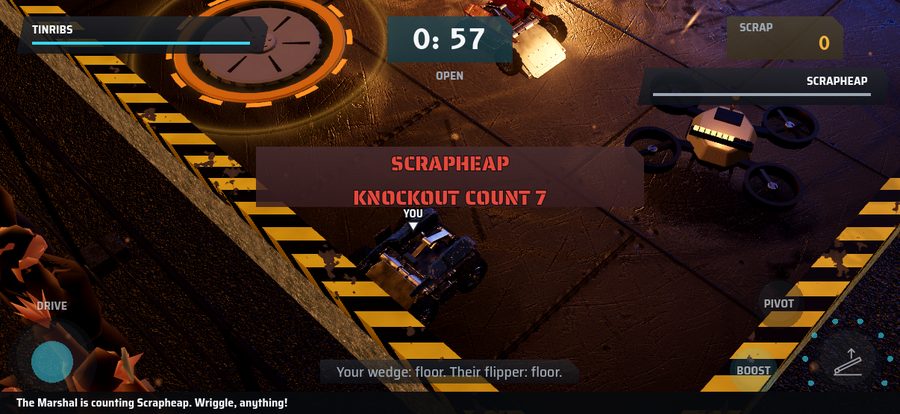 TINRIBS
0: 57
OPEN
SCRAP
0
SCRAPHEAP
SCRAPHEAP
KNOCKOUT COUNT 7
YOU
DRIVE
PIVOT
BOOST
Your wedge: floor. Their flipper: floor.
The Marshal is counting Scrapheap. Wriggle, anything!